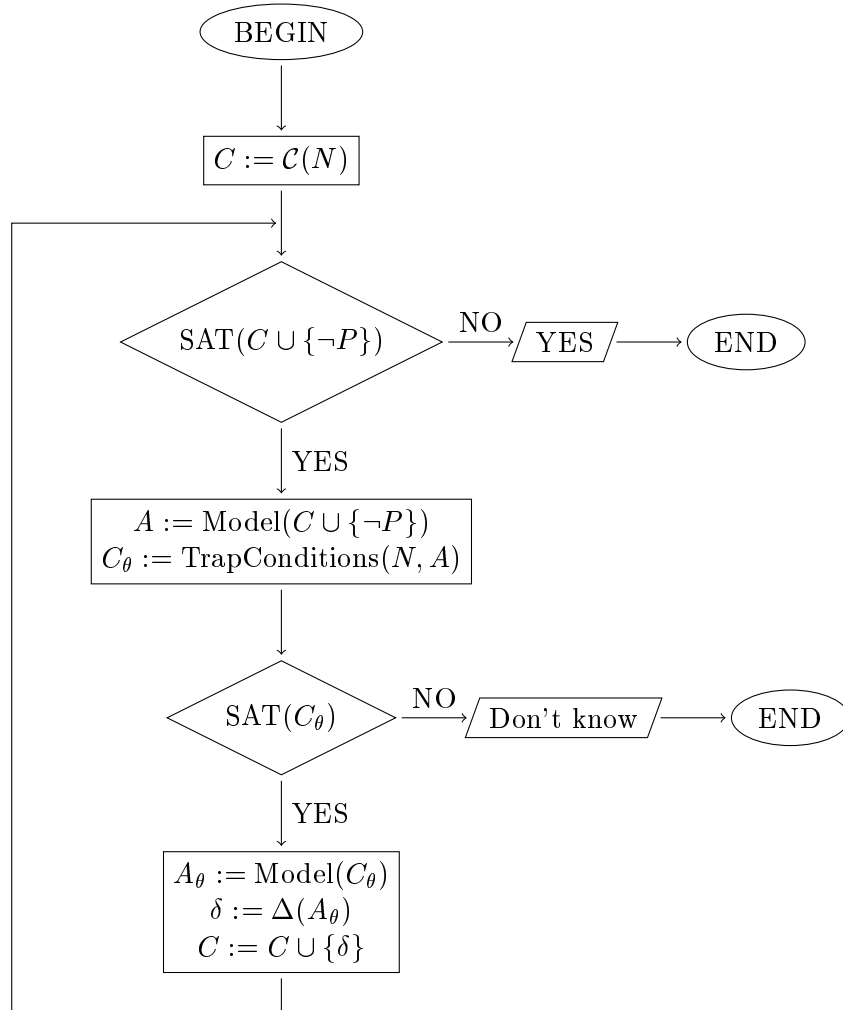 BEGIN
C := 𝒞(N)
SAT(C ∪ {¬P})
NO
YES
END
YES
A := Model(C ∪ {¬P})
C_θ := TrapConditions(N, A)
SAT(C_θ)
NO
Don't know
END
YES
A_θ := Model(C_θ)
δ := Δ(A_θ)
C := C ∪ {δ}